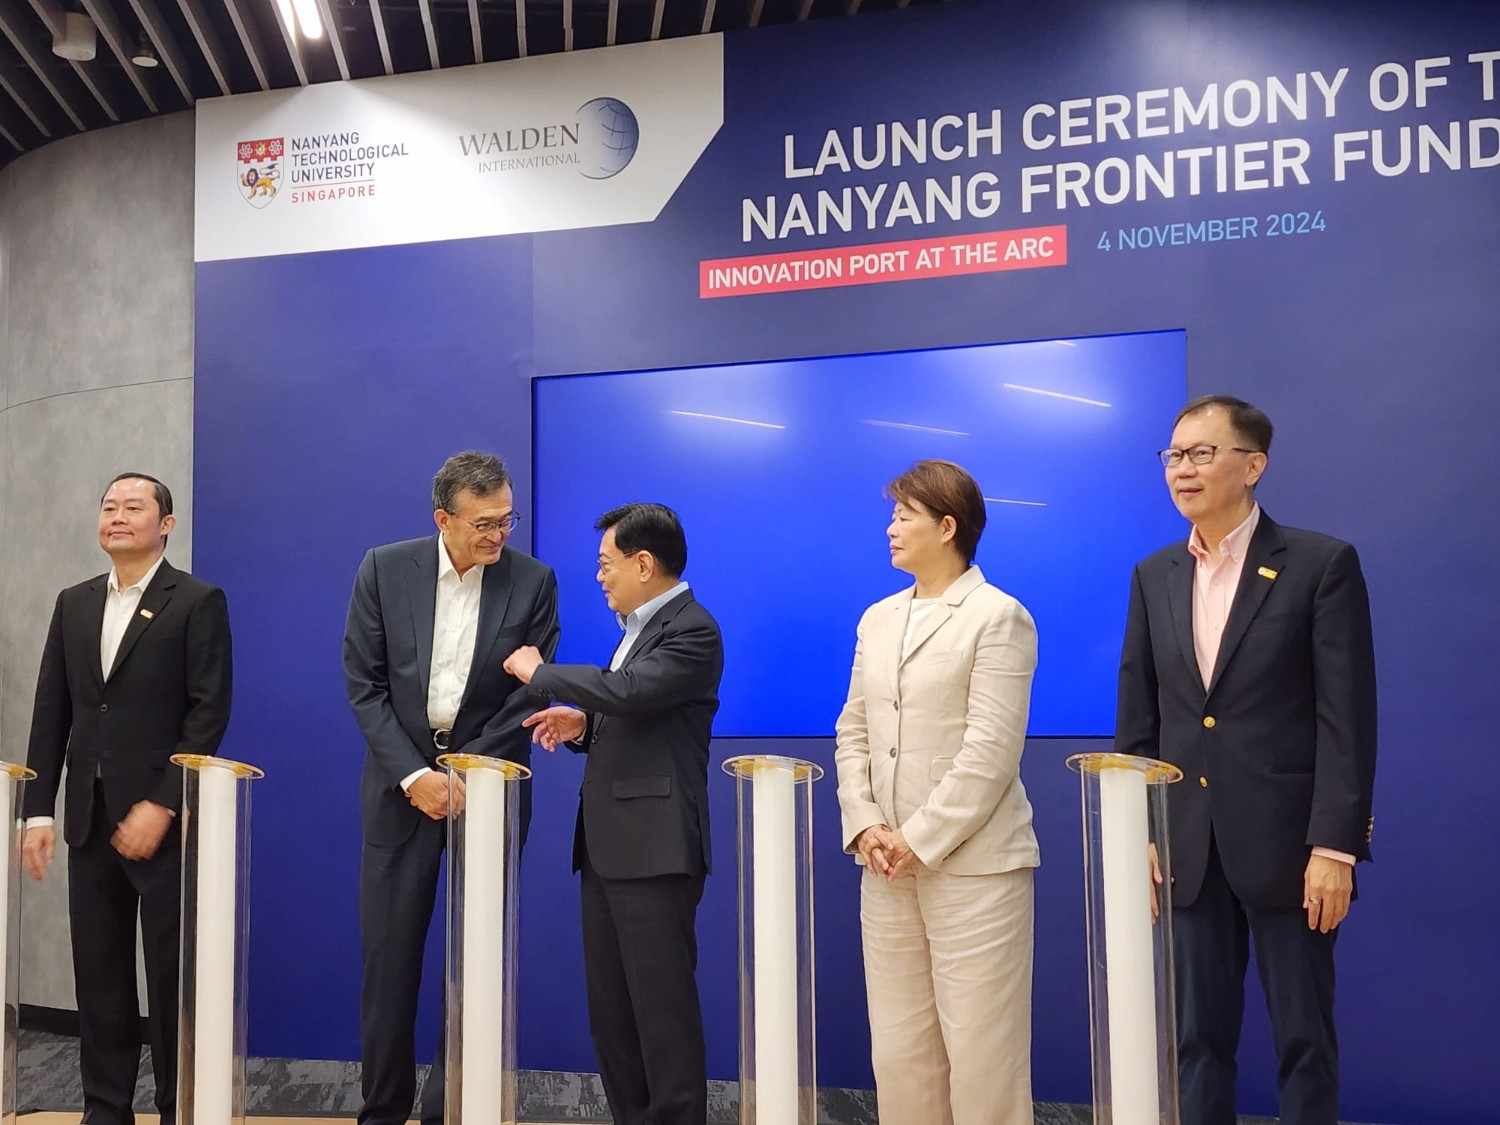 NANYANG
TECHNOLOGICAL
UNIVERSITY
SINGAPORE
WALDEN
INTERNATIONAL
LAUNCH CEREMONY OF T
NANYANG FRONTIER FUND
INNOVATION PORT AT THE ARC
4 NOVEMBER 2024